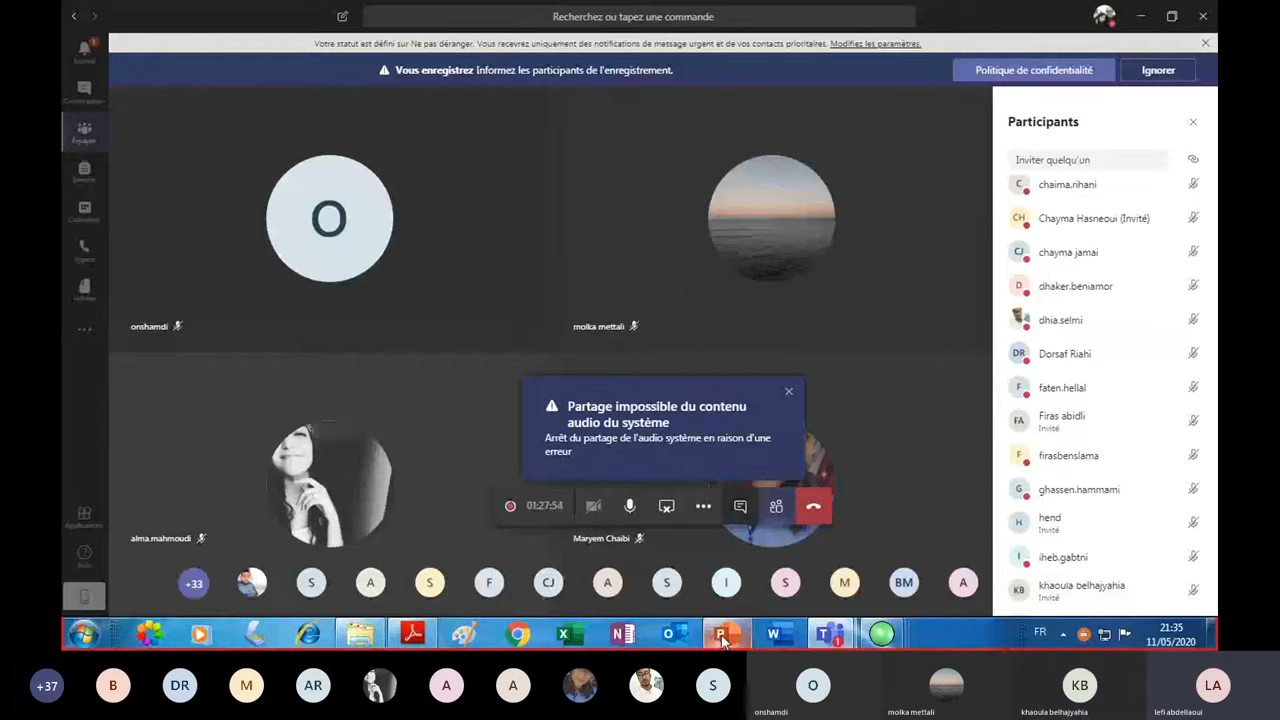 Recherchez ou tapez une commande
Votre statut est défini sur Ne pas déranger. Vous recevrez uniquement des notifications de message urgent et de vos contacts prioritaires. Modifiez les paramètres.
Vous enregistrez Informez les participants de l'enregistrement.
Politique de confidentialité
Ignorer
Participants
Inviter quelqu'un
C chaima.rihani
CH Chayma Hasneoui (Invité)
CJ chayma jamai
D dhaker.beniamor
dhia.selmi
DR Dorsaf Riahi
F faten.hellal
FA Firas abidli
Invité
F firasbenslama
G ghassen.hammami
H hend
Invité
I iheb.gabtni
KB khaoula belhajyahia
Invité
O
onshamdi
molka mettali
Partage impossible du contenu
audio du système
Arrêt du partage de l'audio système en raison d'une
erreur
01:27:54
alma.mahmoudi
Maryem Chaibi
+33 S A S F CJ A S I S M BM A
FR
21:35
11/05/2020
+37 B DR M AR A A S O KB LA
onshamdi
molka mettali
khaoula belhajyahia
lefi abdellaoui